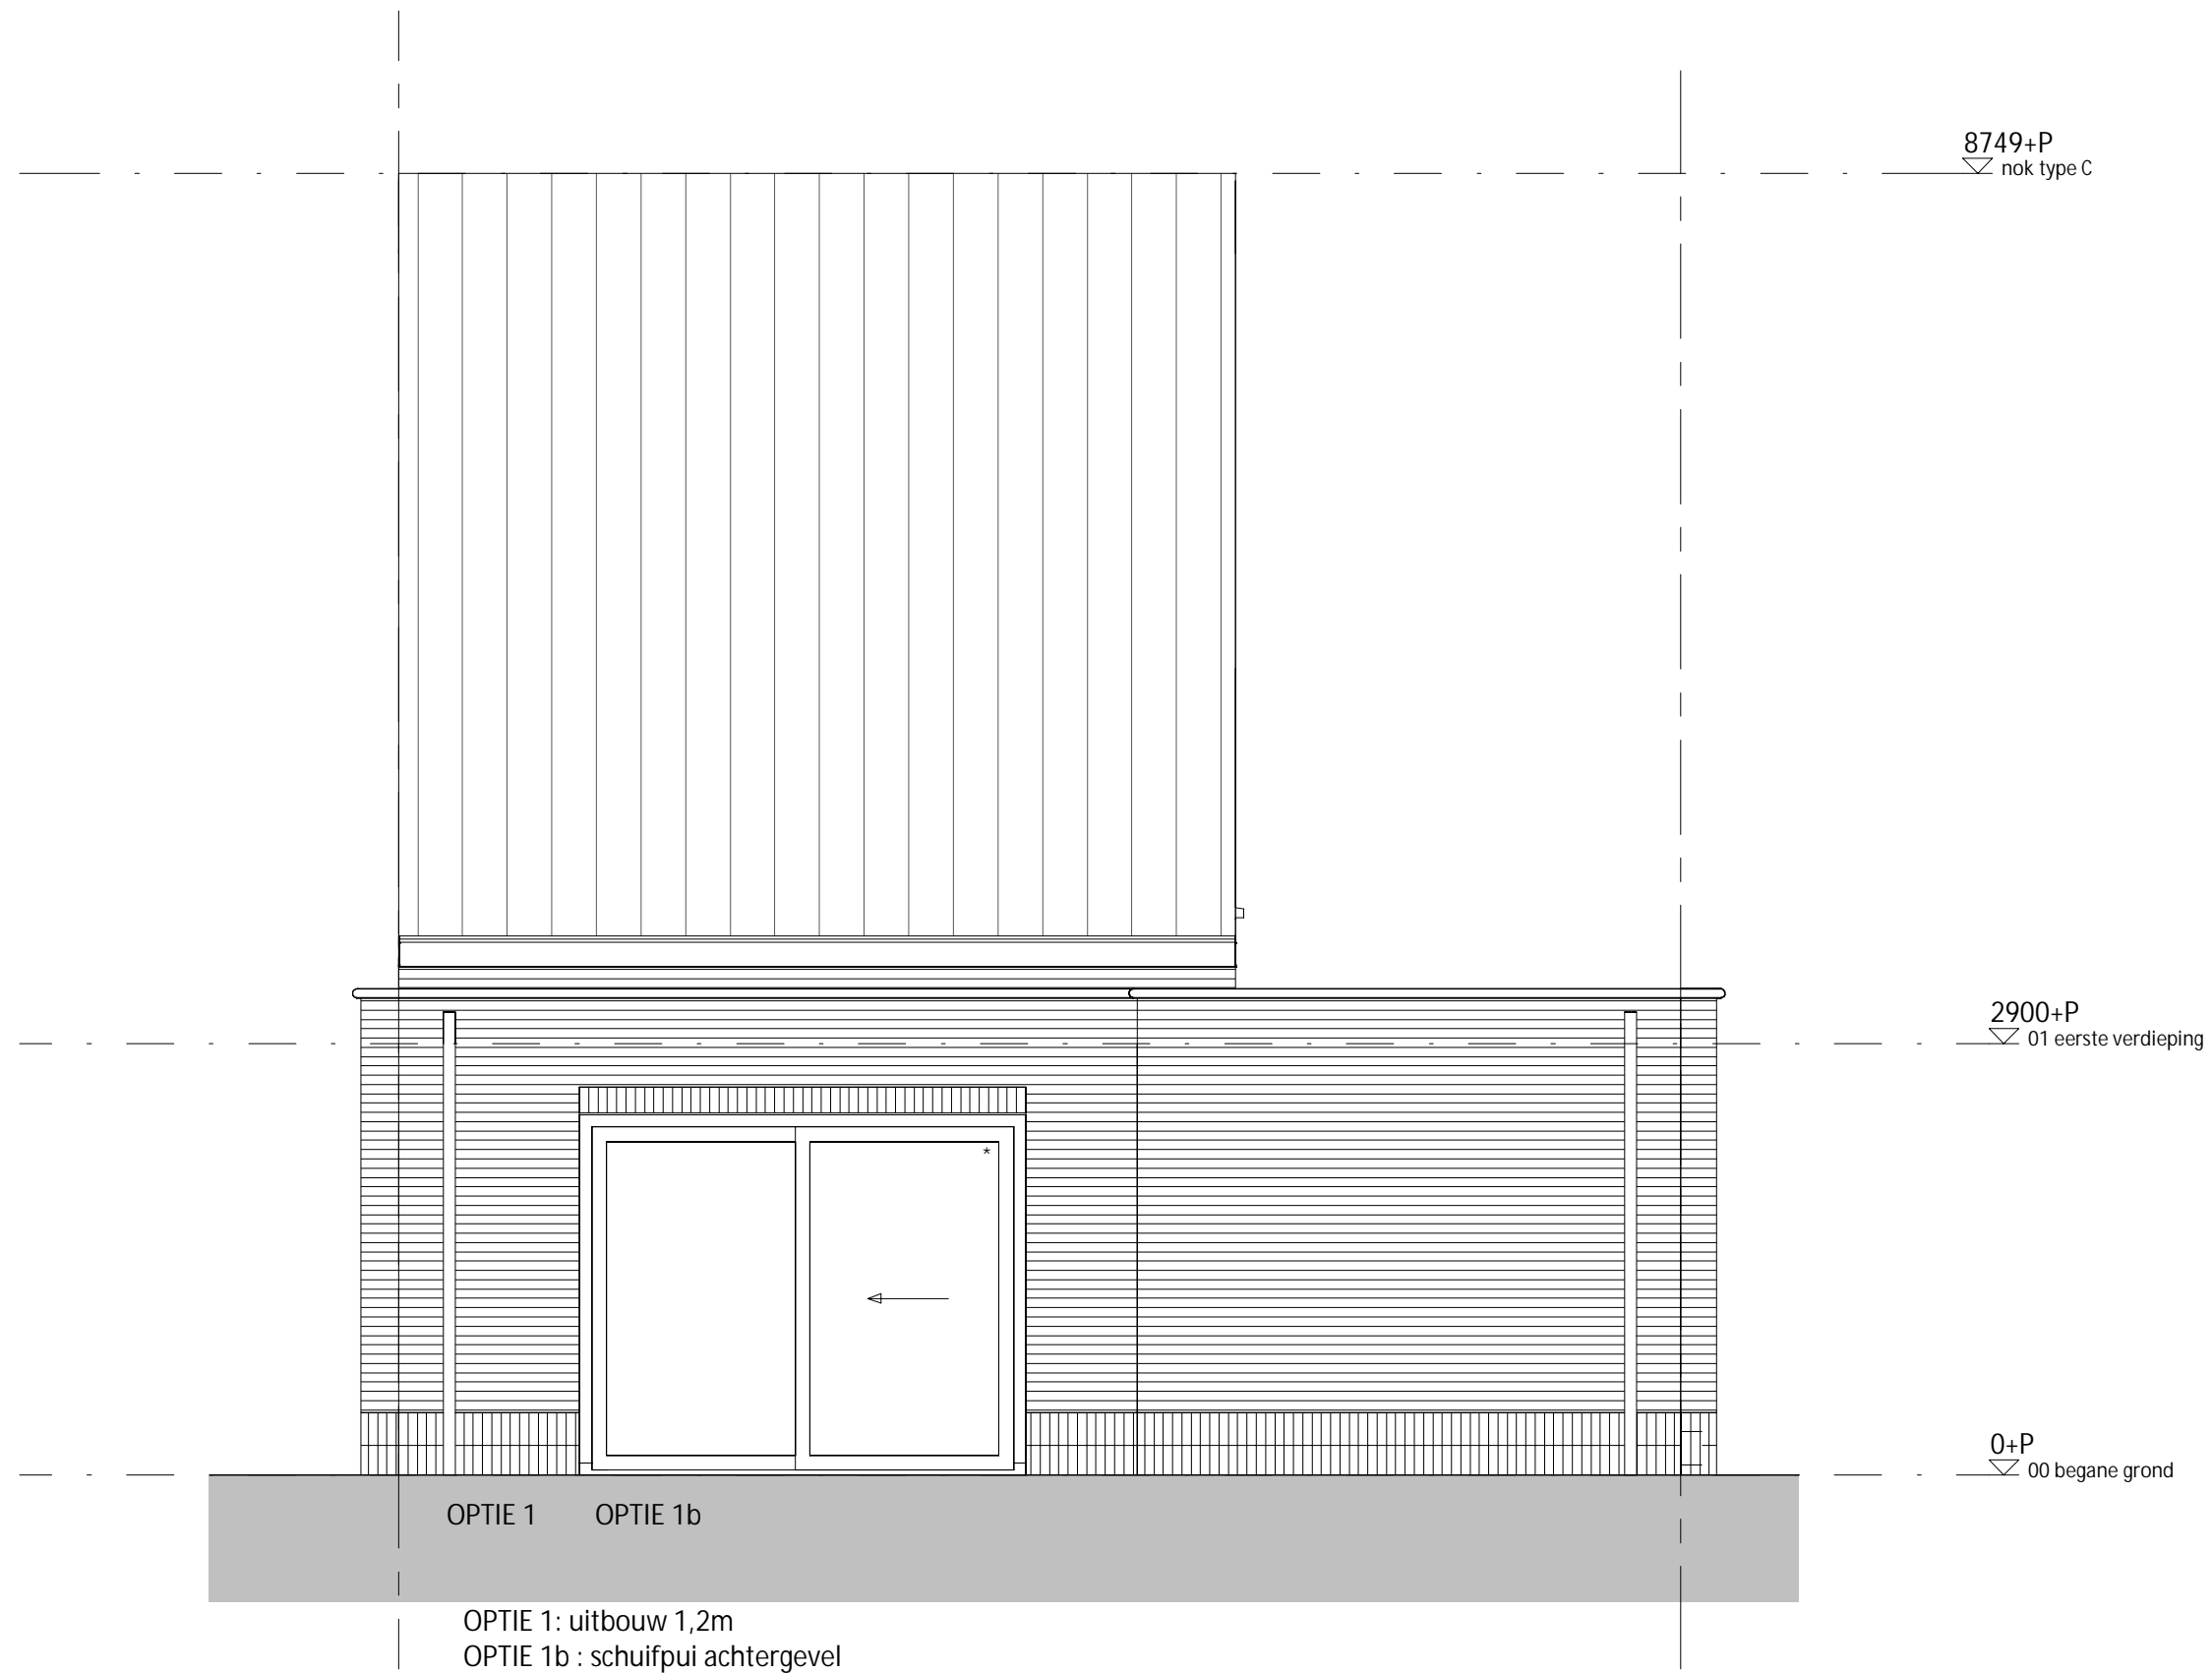 8749+P
nok type C
2900+P
01 eerste verdieping
*
0+P
00 begane grond
OPTIE 1 OPTIE 1b
OPTIE 1: uitbouw 1,2m
OPTIE 1b : schuifpui achtergevel